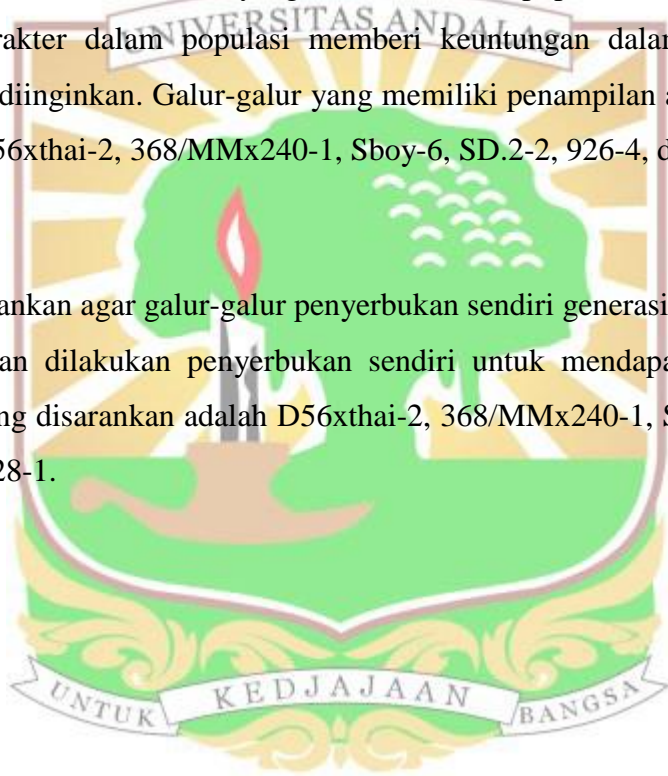 UNIVERSITAS ANDALAS
rakter dalam populasi memberi keuntungan dalam
diinginkan. Galur-galur yang memiliki penampilan
56xthai-2, 368/MMx240-1, Sboy-6, SD.2-2, 926-4,
ankan agar galur-galur penyerbukan sendiri generasi
an dilakukan penyerbukan sendiri untuk
ng disarankan adalah D56xthai-2, 368/MMx240-1,
28-1.
UNTUK KEDJAJAAN BANGSA